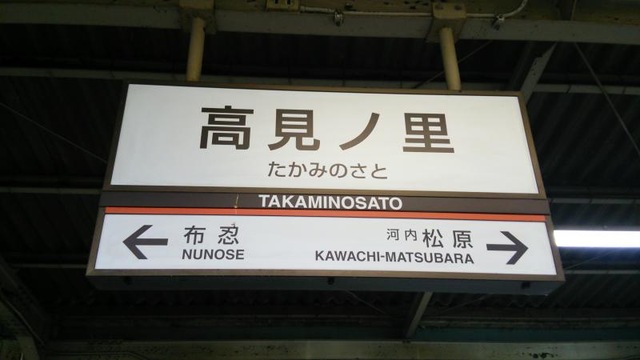 高見ノ里
たかみのさと
TAKAMINOSATO
布忍
NUNOSE
河内松原
KAWACHI-MATSUBARA